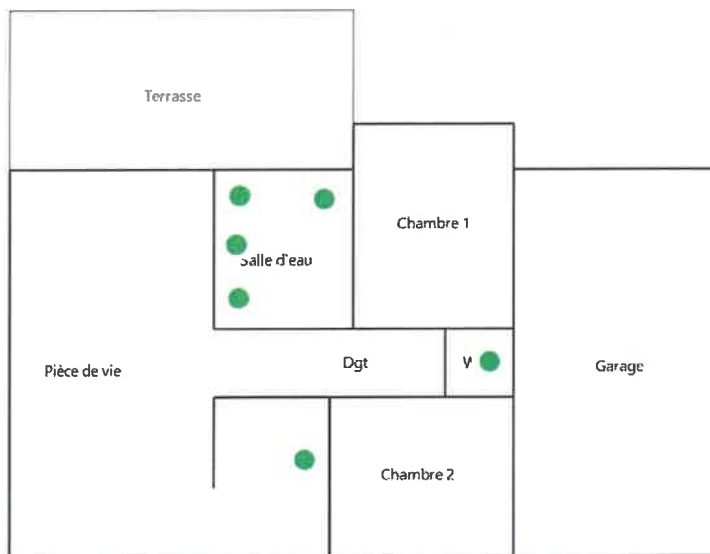 Terrasse
Chambre 1
Salle d'eau
Pièce de vie
Dgt
Garage
Chambre 2